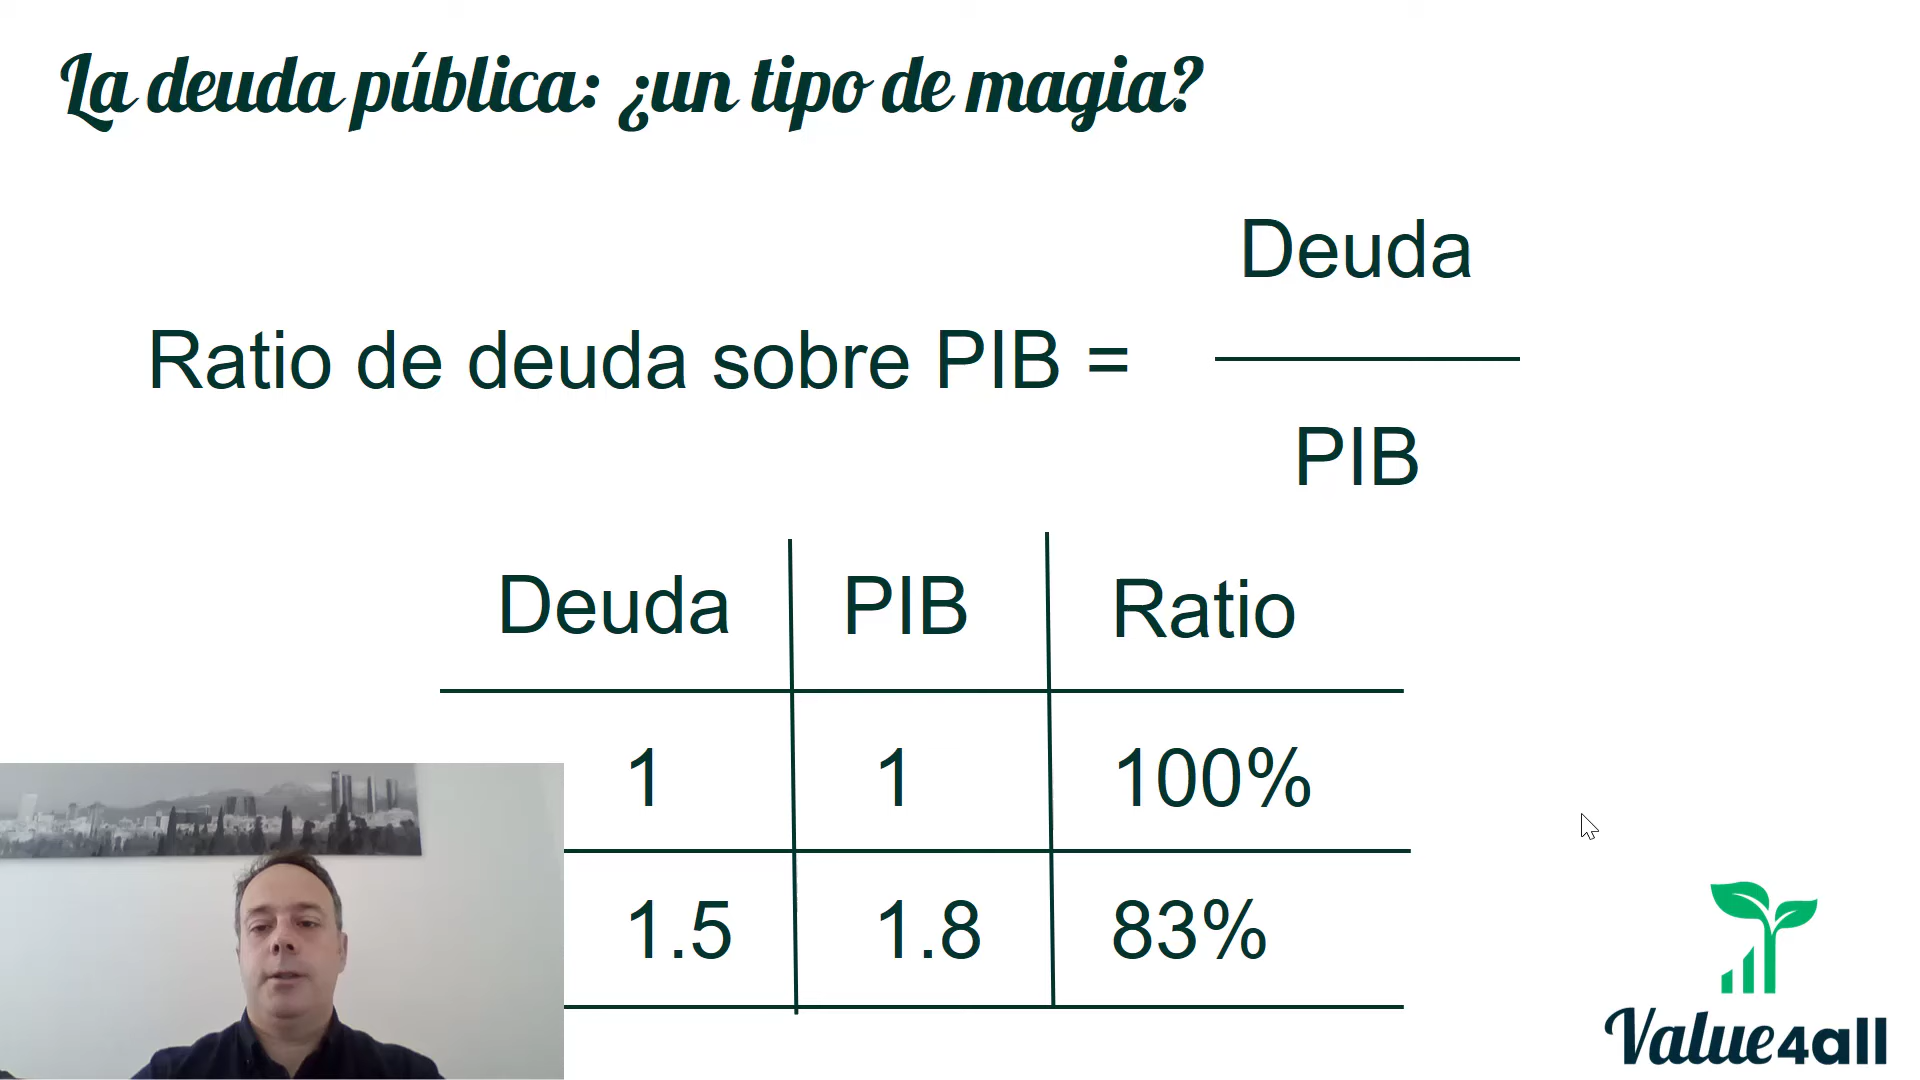 La deuda pública: ¿un tipo de magia?
Ratio de deuda sobre PIB =
Deuda
PIB
Deuda PIB Ratio
1 1 100%
1.5 1.8 83%
Value4all